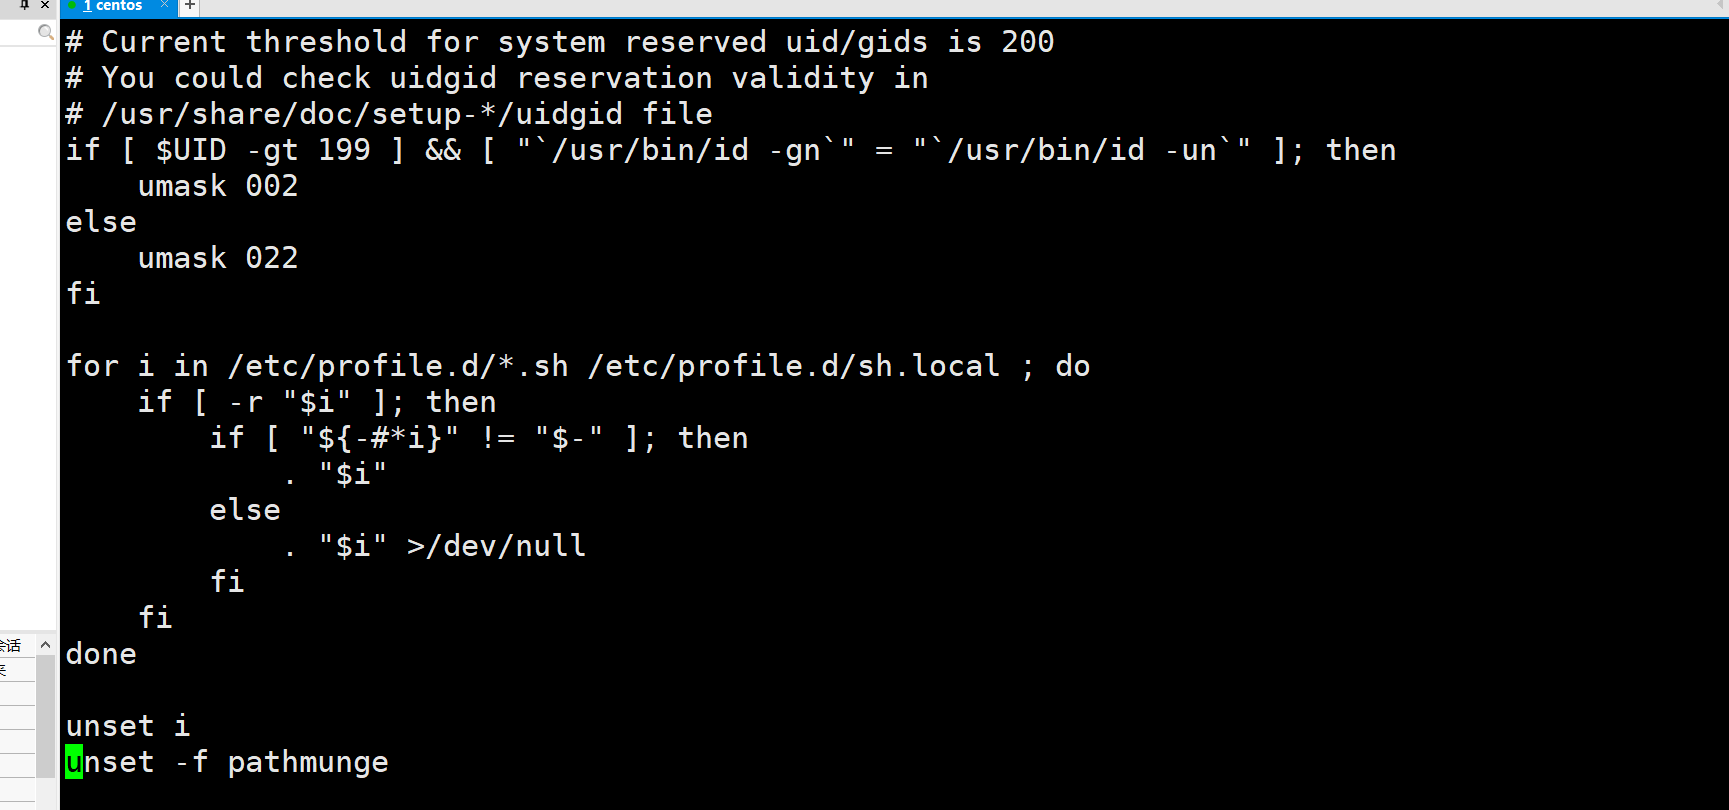 1 centos
# Current threshold for system reserved uid/gids is 200
# You could check uidgid reservation validity in
# /usr/share/doc/setup-*/uidgid file
if [ $UID -gt 199 ] && [ "`/usr/bin/id -gn`" = "`/usr/bin/id -un`" ]; then
    umask 002
else
    umask 022
fi
for i in /etc/profile.d/*.sh /etc/profile.d/sh.local ; do
    if [ -r "$i" ]; then
        if [ "${-#*i}" != "$-" ]; then
            . "$i"
        else
            . "$i" >/dev/null
        fi
    fi
done
unset i
unset -f pathmunge
话